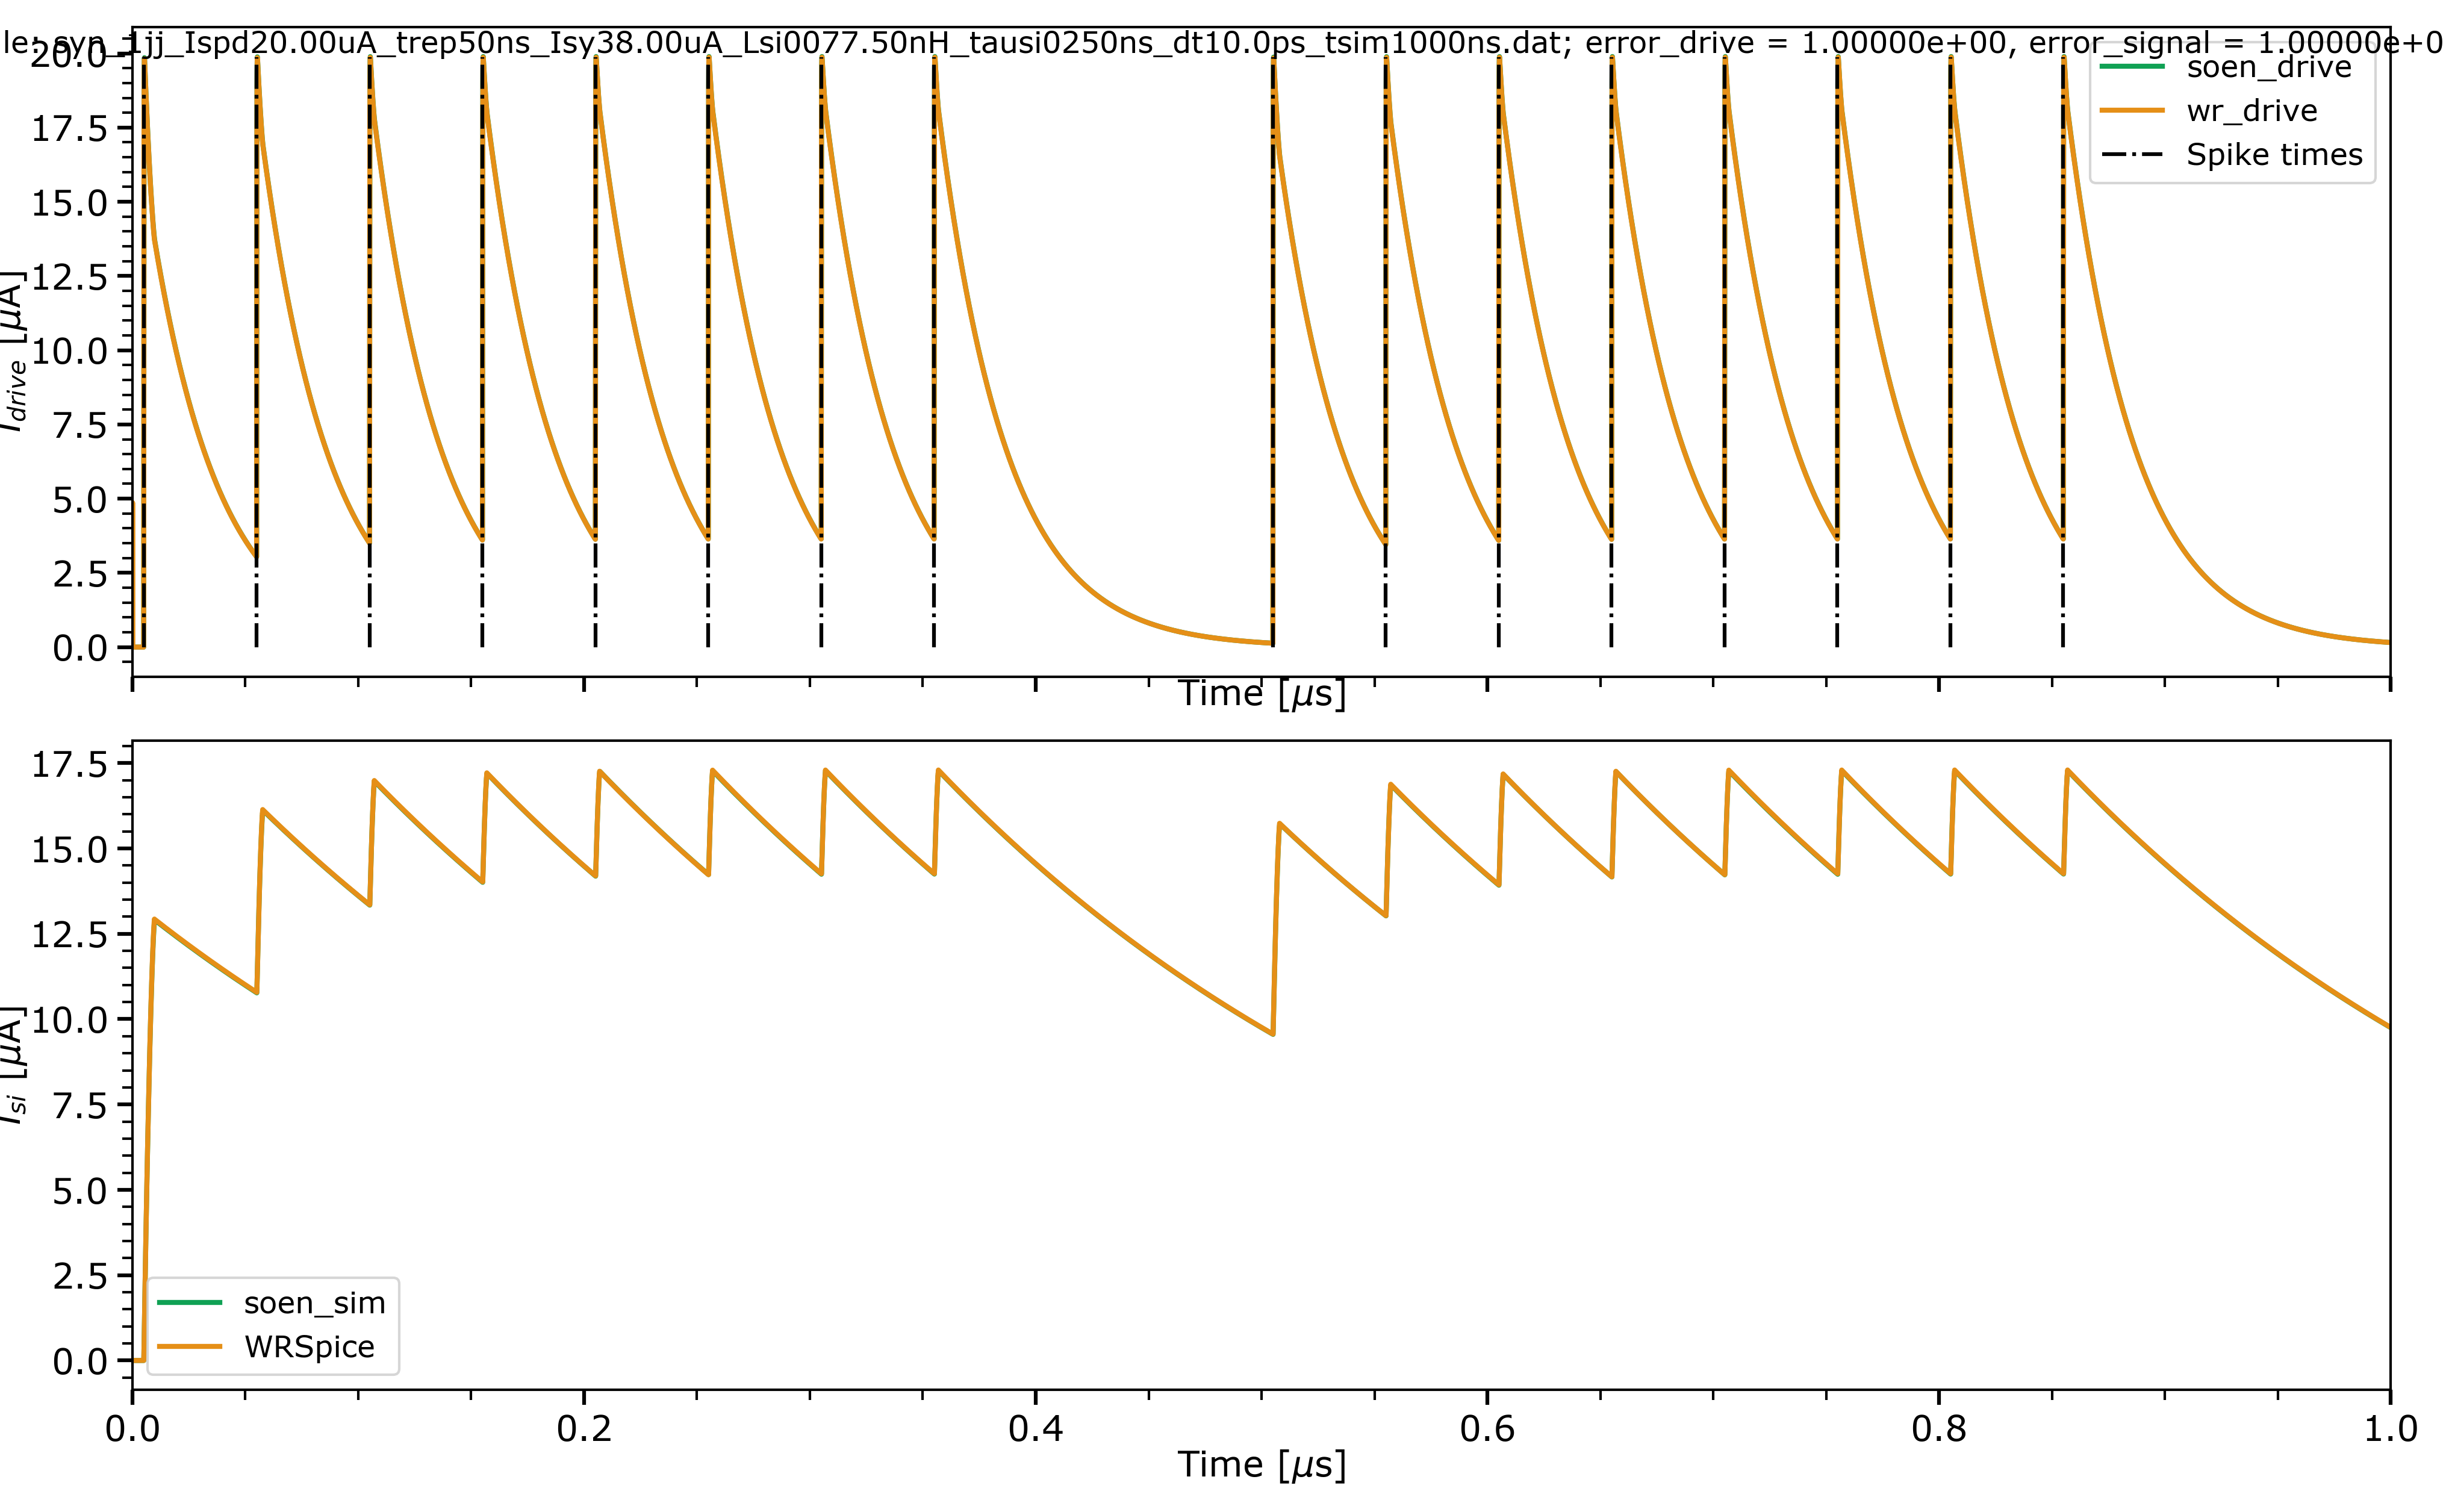 le: syn_1jj_Ispd20.00uA_trep50ns_Isy38.00uA_Lsi0077.50nH_tausi0250ns_dt10.0ps_tsim1000ns.dat; error_drive = 1.00000e+00, error_signal = 1.00000e+0
20.0
17.5
15.0
12.5
10.0
7.5
5.0
2.5
0.0
I_drive [μA]
soen_drive
wr_drive
Spike times
Time [μs]
17.5
15.0
12.5
10.0
7.5
5.0
2.5
0.0
I_si [μA]
soen_sim
WRSpice
0.0 0.2 0.4 0.6 0.8 1.0
Time [μs]